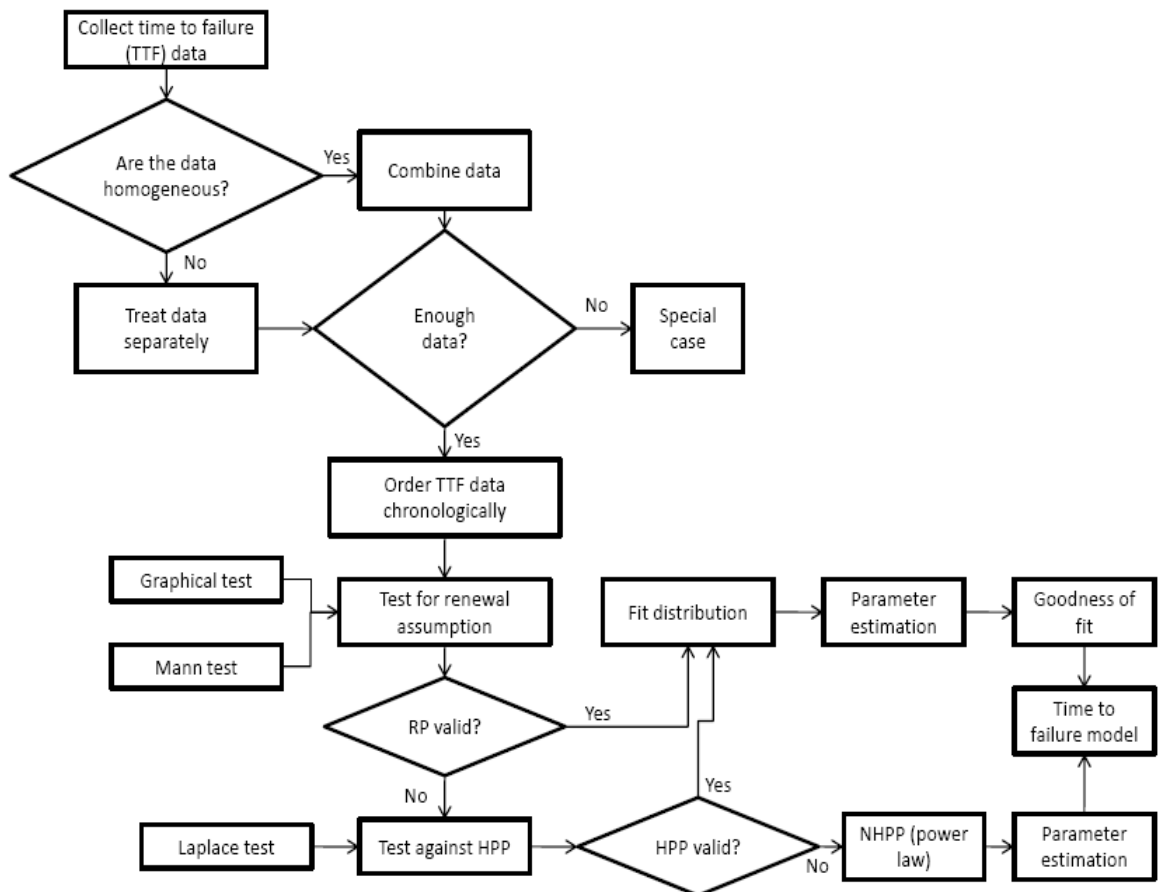 Collect time to failure
(TTF) data
Are the data
homogeneous?
Yes
Combine data
No
Treat data
separately
Enough
data?
No
Special
case
Yes
Order TTF data
chronologically
Graphical test
Mann test
Test for renewal
assumption
Fit distribution
Parameter
estimation
Goodness of
fit
RP valid?
Yes
Time to
failure model
No
Yes
Laplace test
Test against HPP
HPP valid?
No
NHPP (power
law)
Parameter
estimation